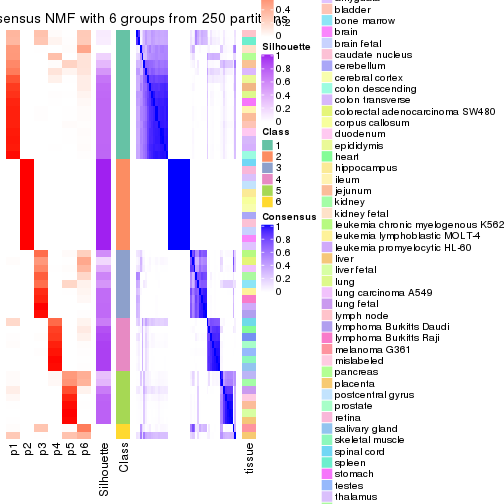 sensus NMF with 6 groups from 250 partitions
p1
p2
p3
p4
p5
p6
Silhouette
Class
tissue
0.4
0.2
0
Silhouette
1
0.8
0.6
0.4
0.2
0
Class
1
2
3
4
5
6
Consensus
1
0.8
0.6
0.4
0.2
0
bladder
bone marrow
brain
brain fetal
caudate nucleus
cerebellum
cerebral cortex
colon descending
colon transverse
colorectal adenocarcinoma SW480
corpus callosum
duodenum
epididymis
heart
hippocampus
ileum
jejunum
kidney
kidney fetal
leukemia chronic myelogenous K562
leukemia lymphoblastic MOLT-4
leukemia promyelocytic HL-60
liver
liver fetal
lung
lung carcinoma A549
lung fetal
lymph node
lymphoma Burkitts Daudi
lymphoma Burkitts Raji
melanoma G361
mislabeled
pancreas
placenta
postcentral gyrus
prostate
retina
salivary gland
skeletal muscle
spinal cord
spleen
stomach
testes
thalamus